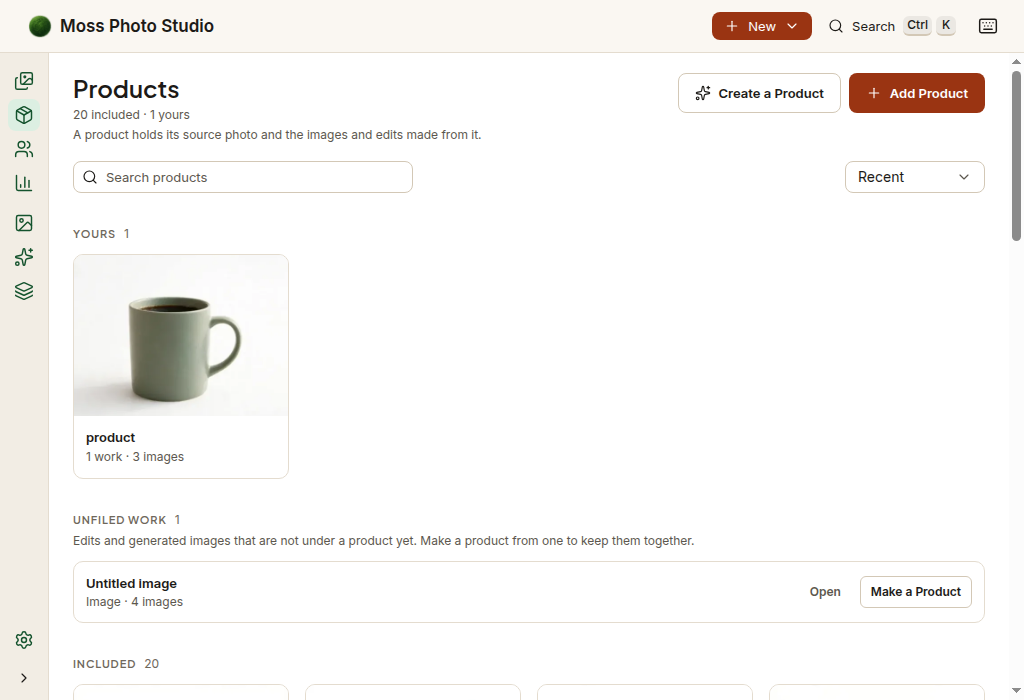 Moss Photo Studio
New
Search Ctrl K
Products
20 included · 1 yours
A product holds its source photo and the images and edits made from it.
Create a Product
Add Product
Search products
Recent
YOURS 1
product
1 work · 3 images
UNFILED WORK 1
Edits and generated images that are not under a product yet. Make a product from one to keep them together.
Untitled image
Image · 4 images
Open
Make a Product
INCLUDED 20